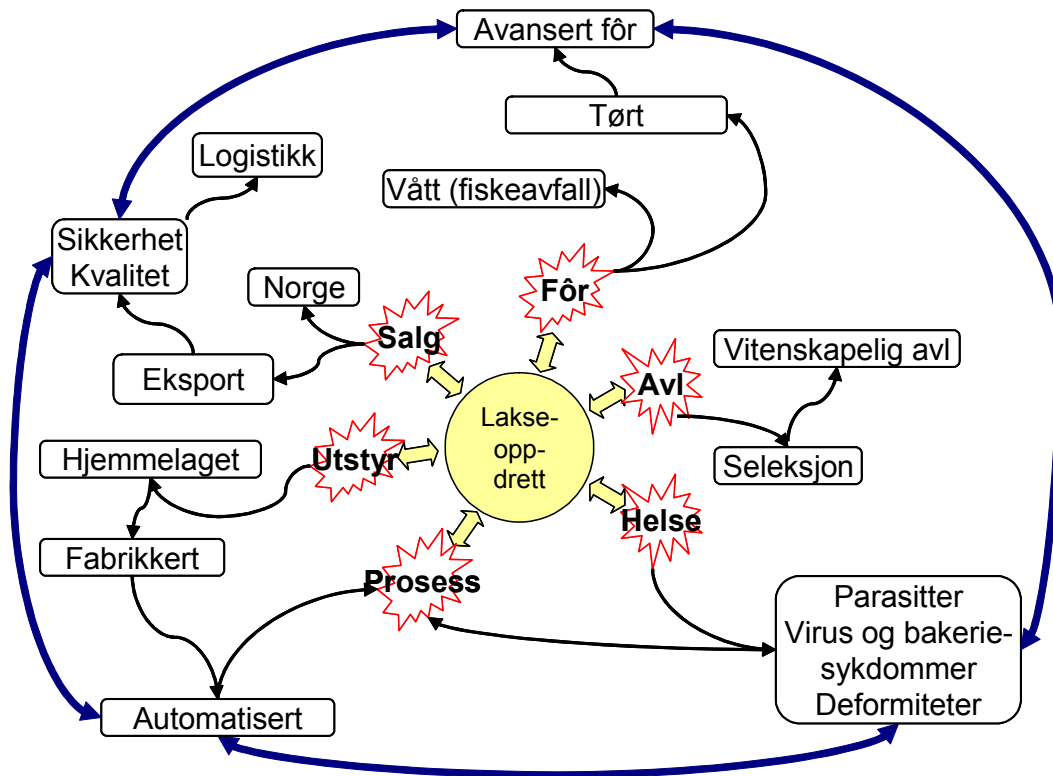 Avansert fôr
Tørt
Logistikk
Vått (fiskeavfall)
Sikkerhet
Kvalitet
Norge
Fôr
Salg
Eksport
Vitenskapelig avl
Avl
Lakse-
opp-
drett
Hjemmelaget
Utstyr
Seleksjon
Helse
Fabrikkert
Prosess
Parasitter
Virus og bakerie-
sykdommer
Deformiteter
Automatisert